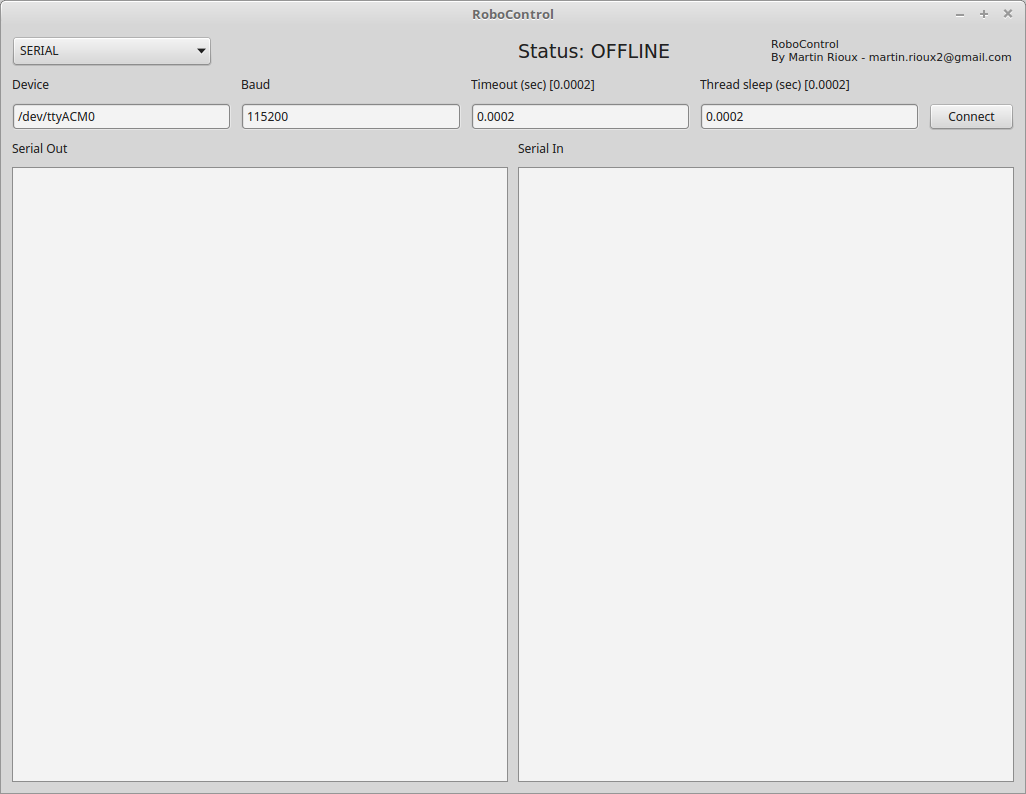 RoboControl
SERIAL
Status: OFFLINE
RoboControl
By Martin Rioux - martin.rioux2@gmail.com
Device
Baud
Timeout (sec) [0.0002]
Thread sleep (sec) [0.0002]
/dev/ttyACM0
115200
0.0002
0.0002
Connect
Serial Out
Serial In